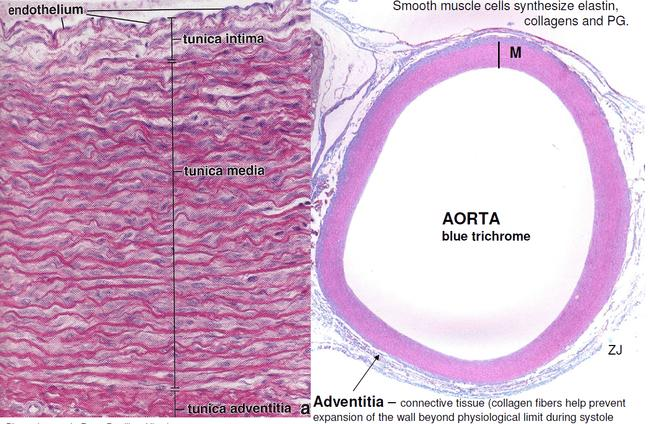 endothelium
tunica intima
tunica media
tunica adventitia
a
Smooth muscle cells synthesize elastin,
collagens and PG.
M
AORTA
blue trichrome
ZJ
Adventitia – connective tissue (collagen fibers help prevent
expansion of the wall beyond physiological limit during systole